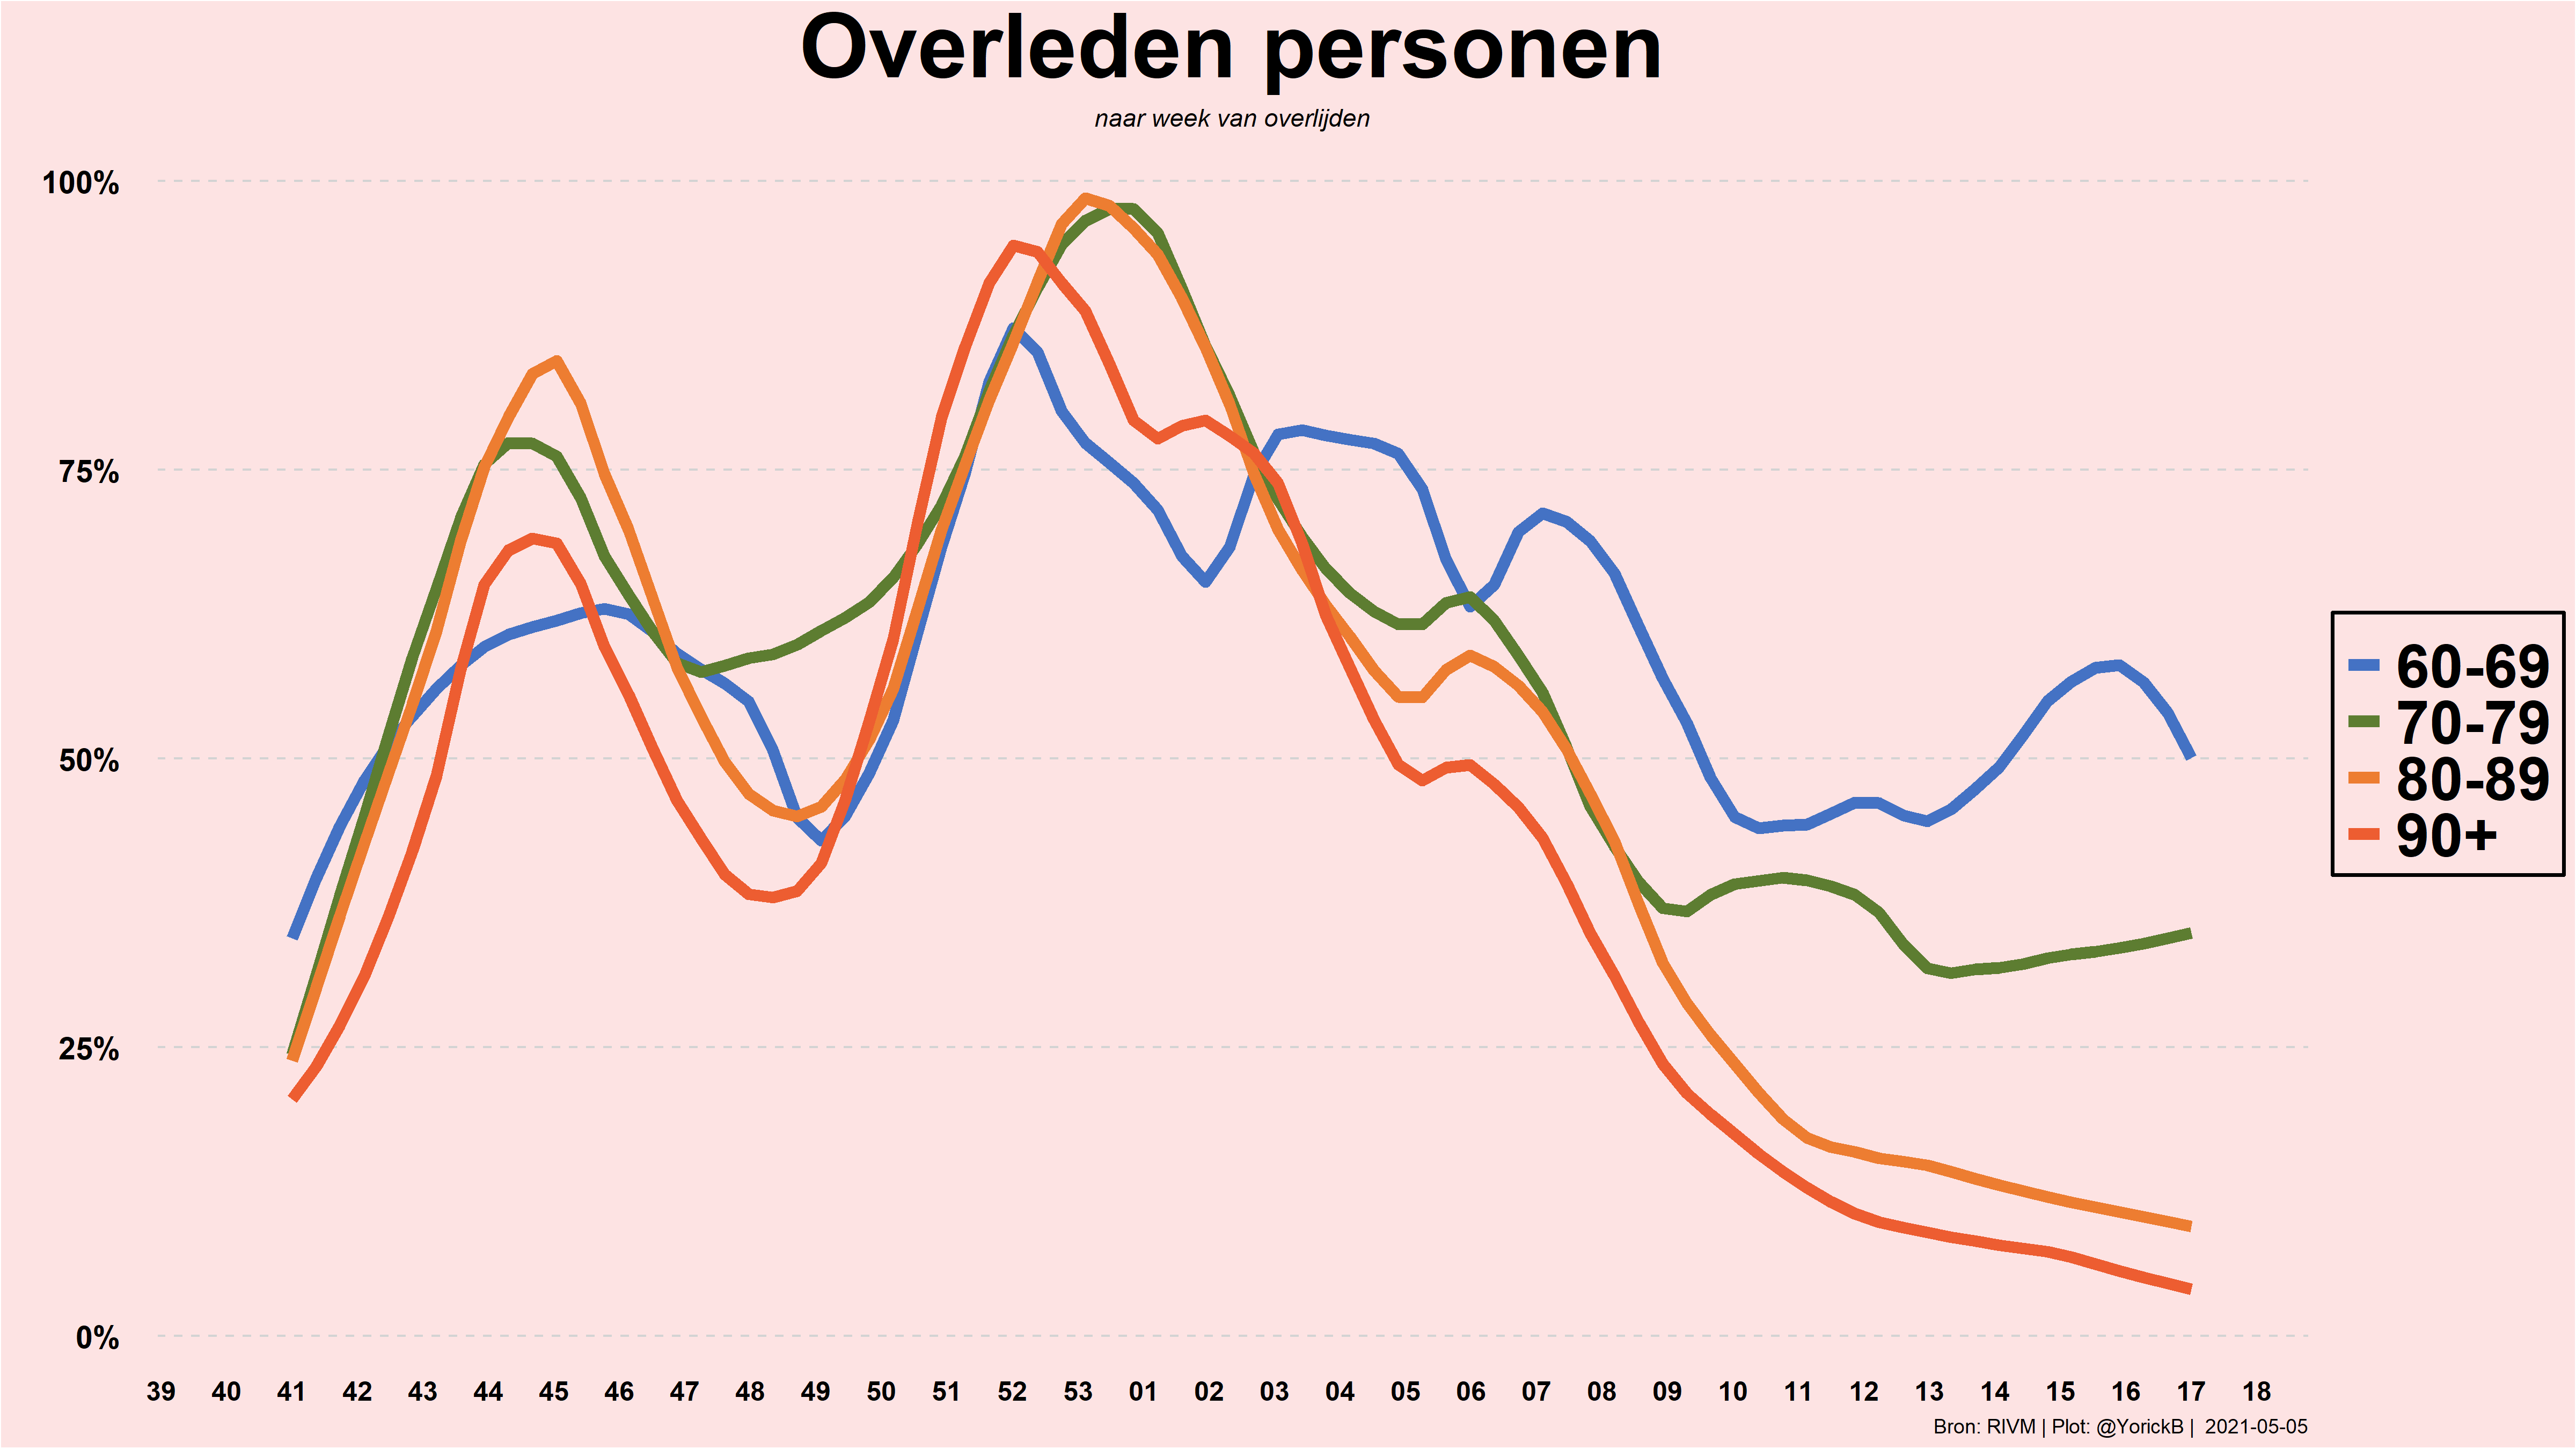 Overleden personen
naar week van overlijden
100%
75%
50%
25%
0%
60-69
70-79
80-89
90+
39 40 41 42 43 44 45 46 47 48 49 50 51 52 53 01 02 03 04 05 06 07 08 09 10 11 12 13 14 15 16 17 18
Bron: RIVM | Plot: @YorickB | 2021-05-05